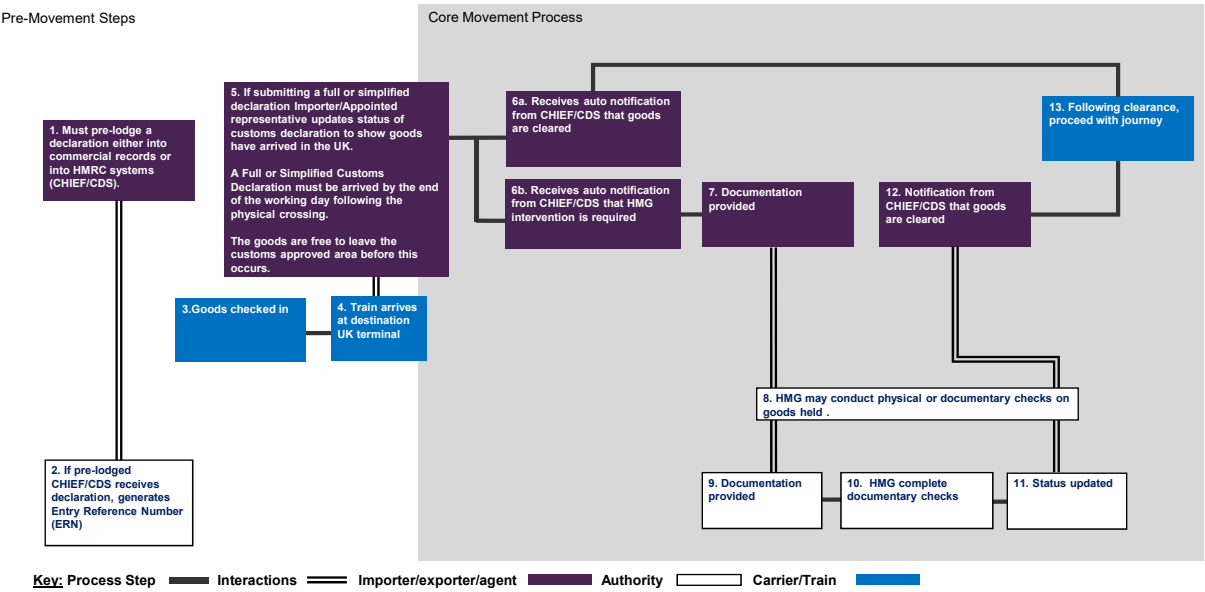 Pre-Movement Steps
Core Movement Process
1. Must pre-lodge a
declaration either into
commercial records or
into HMRC systems
(CHIEF/CDS).
2. If pre-lodged
CHIEF/CDS receives
declaration, generates
Entry Reference Number
(ERN)
3.Goods checked in
4. Train arrives
at destination
UK terminal
5. If submitting a full or simplified
declaration Importer/Appointed
representative updates status of
customs declaration to show goods
have arrived in the UK.
A Full or Simplified Customs
Declaration must be arrived by the end
of the working day following the
physical crossing.
The goods are free to leave the
customs approved area before this
occurs.
6a. Receives auto notification
from CHIEF/CDS that goods
are cleared
6b. Receives auto notification
from CHIEF/CDS that HMG
intervention is required
7. Documentation
provided
8. HMG may conduct physical or documentary checks on
goods held .
9. Documentation
provided
10. HMG complete
documentary checks
11. Status updated
12. Notification from
CHIEF/CDS that goods
are cleared
13. Following clearance,
proceed with journey
Key: Process Step Interactions Importer/exporter/agent Authority Carrier/Train